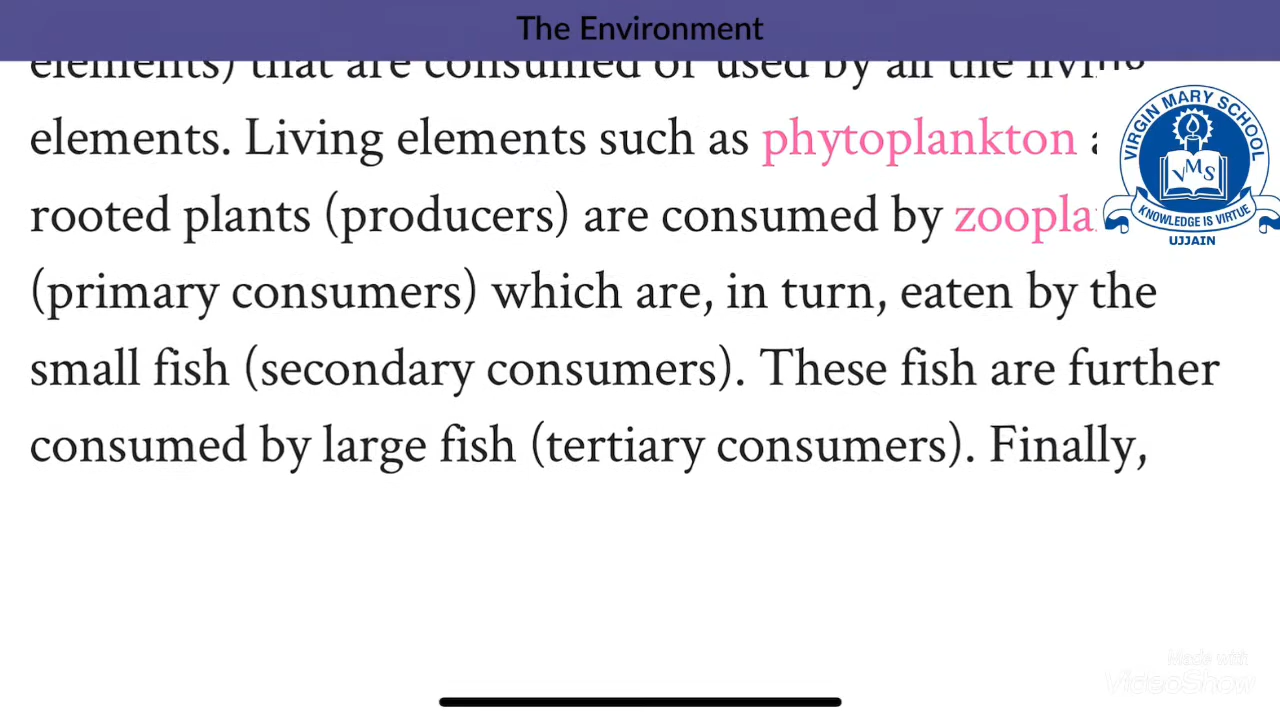 The Environment
elements) that are consumed or used by all the living
elements. Living elements such as phytoplankton a
rooted plants (producers) are consumed by zoopla
(primary consumers) which are, in turn, eaten by the
small fish (secondary consumers). These fish are further
consumed by large fish (tertiary consumers). Finally,
VIRGIN MARY SCHOOL
VMS
KNOWLEDGE IS VIRTUE
UJJAIN
Made with
VideoShow